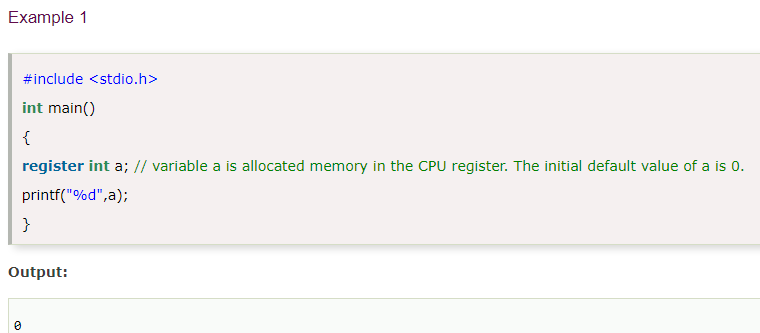 Example 1
#include <stdio.h>
int main()
{
register int a; // variable a is allocated memory in the CPU register. The initial default value of a is 0.
printf("%d",a);
}
Output:
0